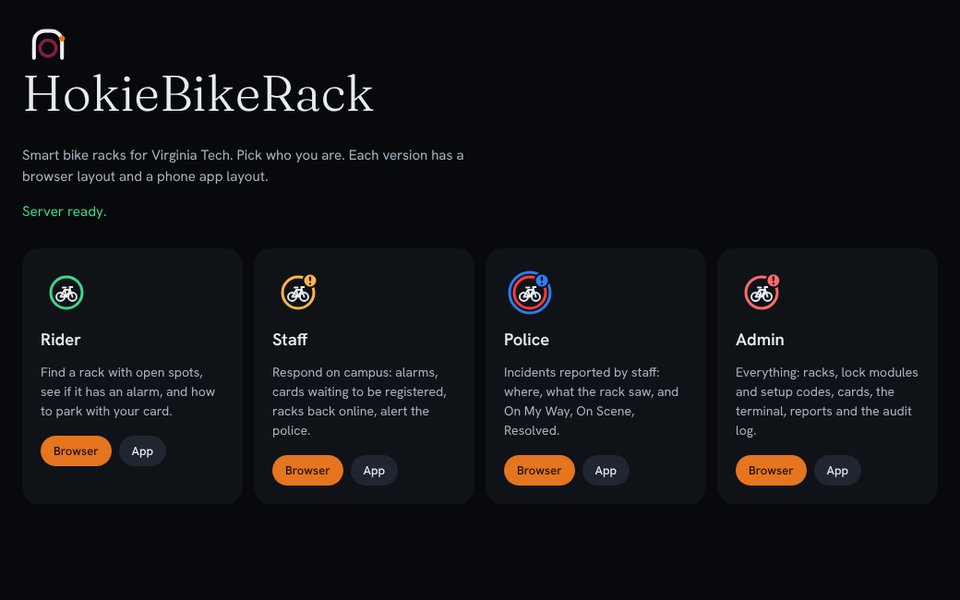 HokieBikeRack
Smart bike racks for Virginia Tech. Pick who you are. Each version has a
browser layout and a phone app layout.
Server ready.
Rider
Find a rack with open spots,
see if it has an alarm, and how
to park with your card.
Browser App
Staff
Respond on campus: alarms,
cards waiting to be registered,
racks back online, alert the
police.
Browser App
Police
Incidents reported by staff:
where, what the rack saw, and
On My Way, On Scene,
Resolved.
Browser App
Admin
Everything: racks, lock modules
and setup codes, cards, the
terminal, reports and the audit
log.
Browser App